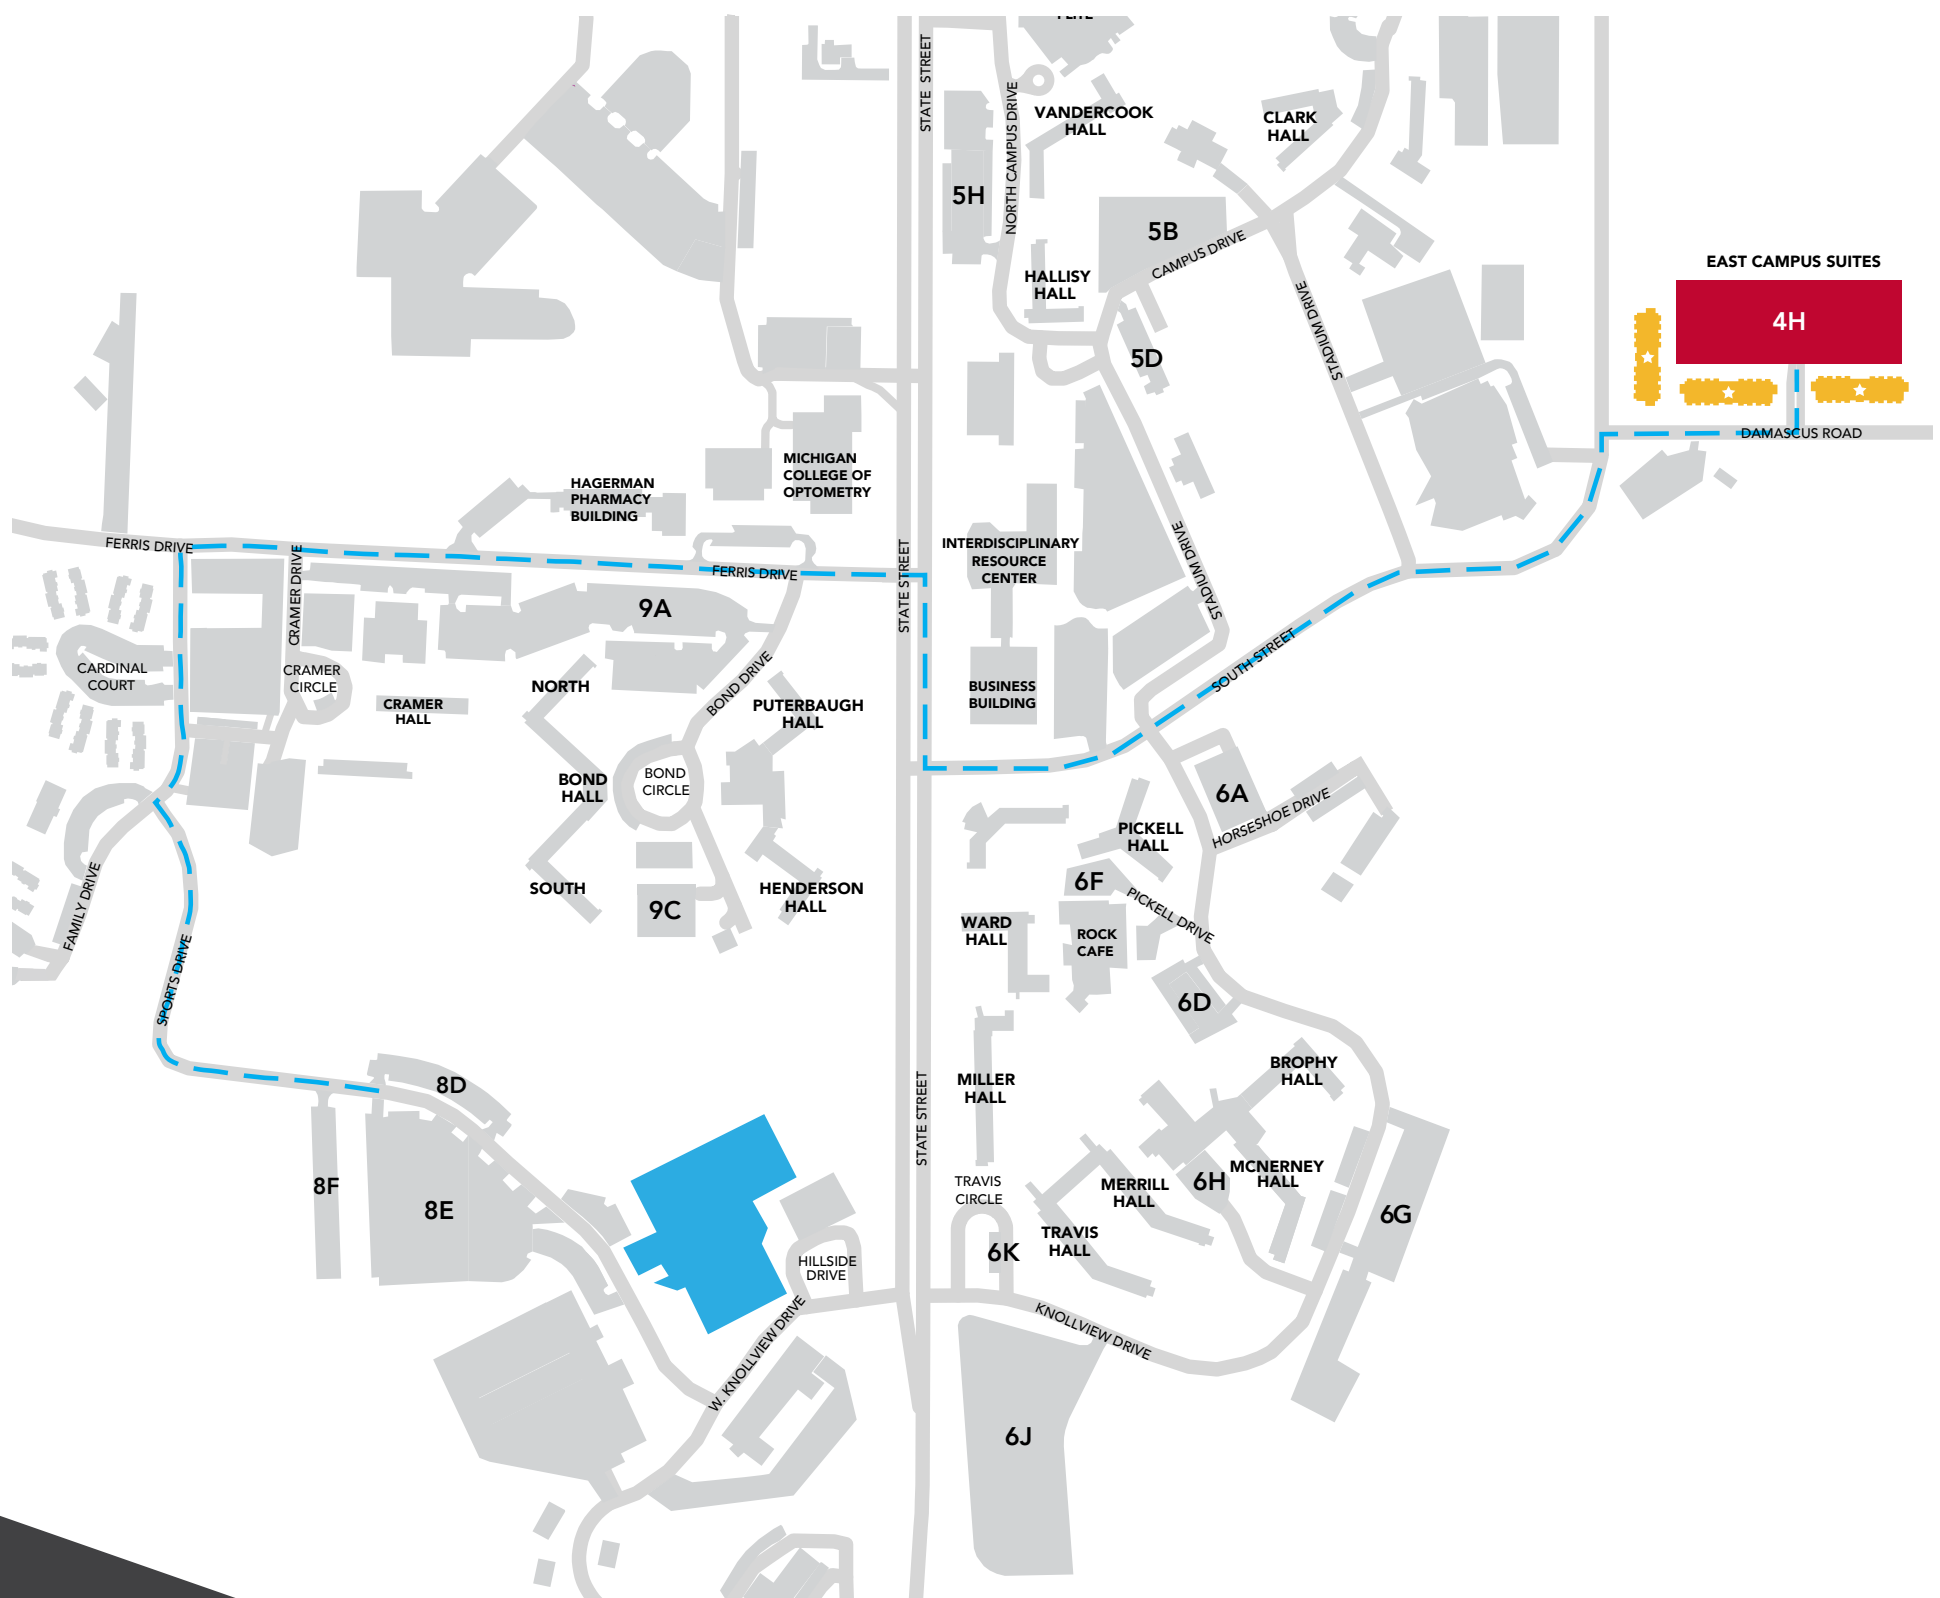 STATE STREET
NORTH CAMPUS DRIVE
VANDERCOOK
HALL
CLARK
HALL
5H
5B
CAMPUS DRIVE
HALLISY
HALL
5D
STADIUM DRIVE
EAST CAMPUS SUITES
4H
DAMASCUS ROAD
MICHIGAN
COLLEGE OF
OPTOMETRY
HAGERMAN
PHARMACY
BUILDING
FERRIS DRIVE
CRAMER DRIVE
FERRIS DRIVE
STATE STREET
INTERDISCIPLINARY
RESOURCE
CENTER
STADIUM DRIVE
9A
CARDINAL
COURT
CRAMER
CIRCLE
CRAMER
HALL
NORTH
BOND DRIVE
PUTERBAUGH
HALL
BUSINESS
BUILDING
SOUTH STREET
BOND
HALL
BOND
CIRCLE
6A
HORSESHOE DRIVE
PICKELL
HALL
SOUTH
9C
HENDERSON
HALL
6F
PICKELL DRIVE
FAMILY DRIVE
WARD
HALL
ROCK
CAFE
SPORTS DRIVE
6D
8D
STATE STREET
MILLER
HALL
BROPHY
HALL
8F
8E
TRAVIS
CIRCLE
MERRILL
HALL
6H
MCNERNEY
HALL
6G
TRAVIS
HALL
6K
HILLSIDE
DRIVE
W. KNOLLVIEW DRIVE
KNOLLVIEW DRIVE
6J